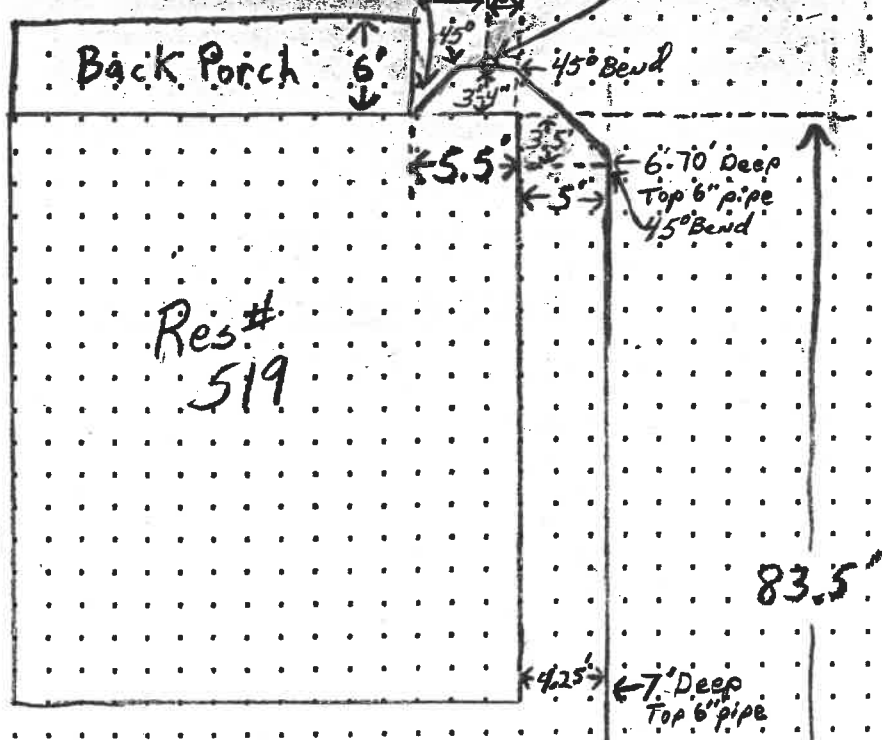 45°
Back Porch
6'
45° Bend
3'-4"
3.5'
5.5'
6.70' Deep
Top 6" pipe
5'
45° Bend
Res #
519
83.5"
4.25'
7' Deep
Top 6" pipe